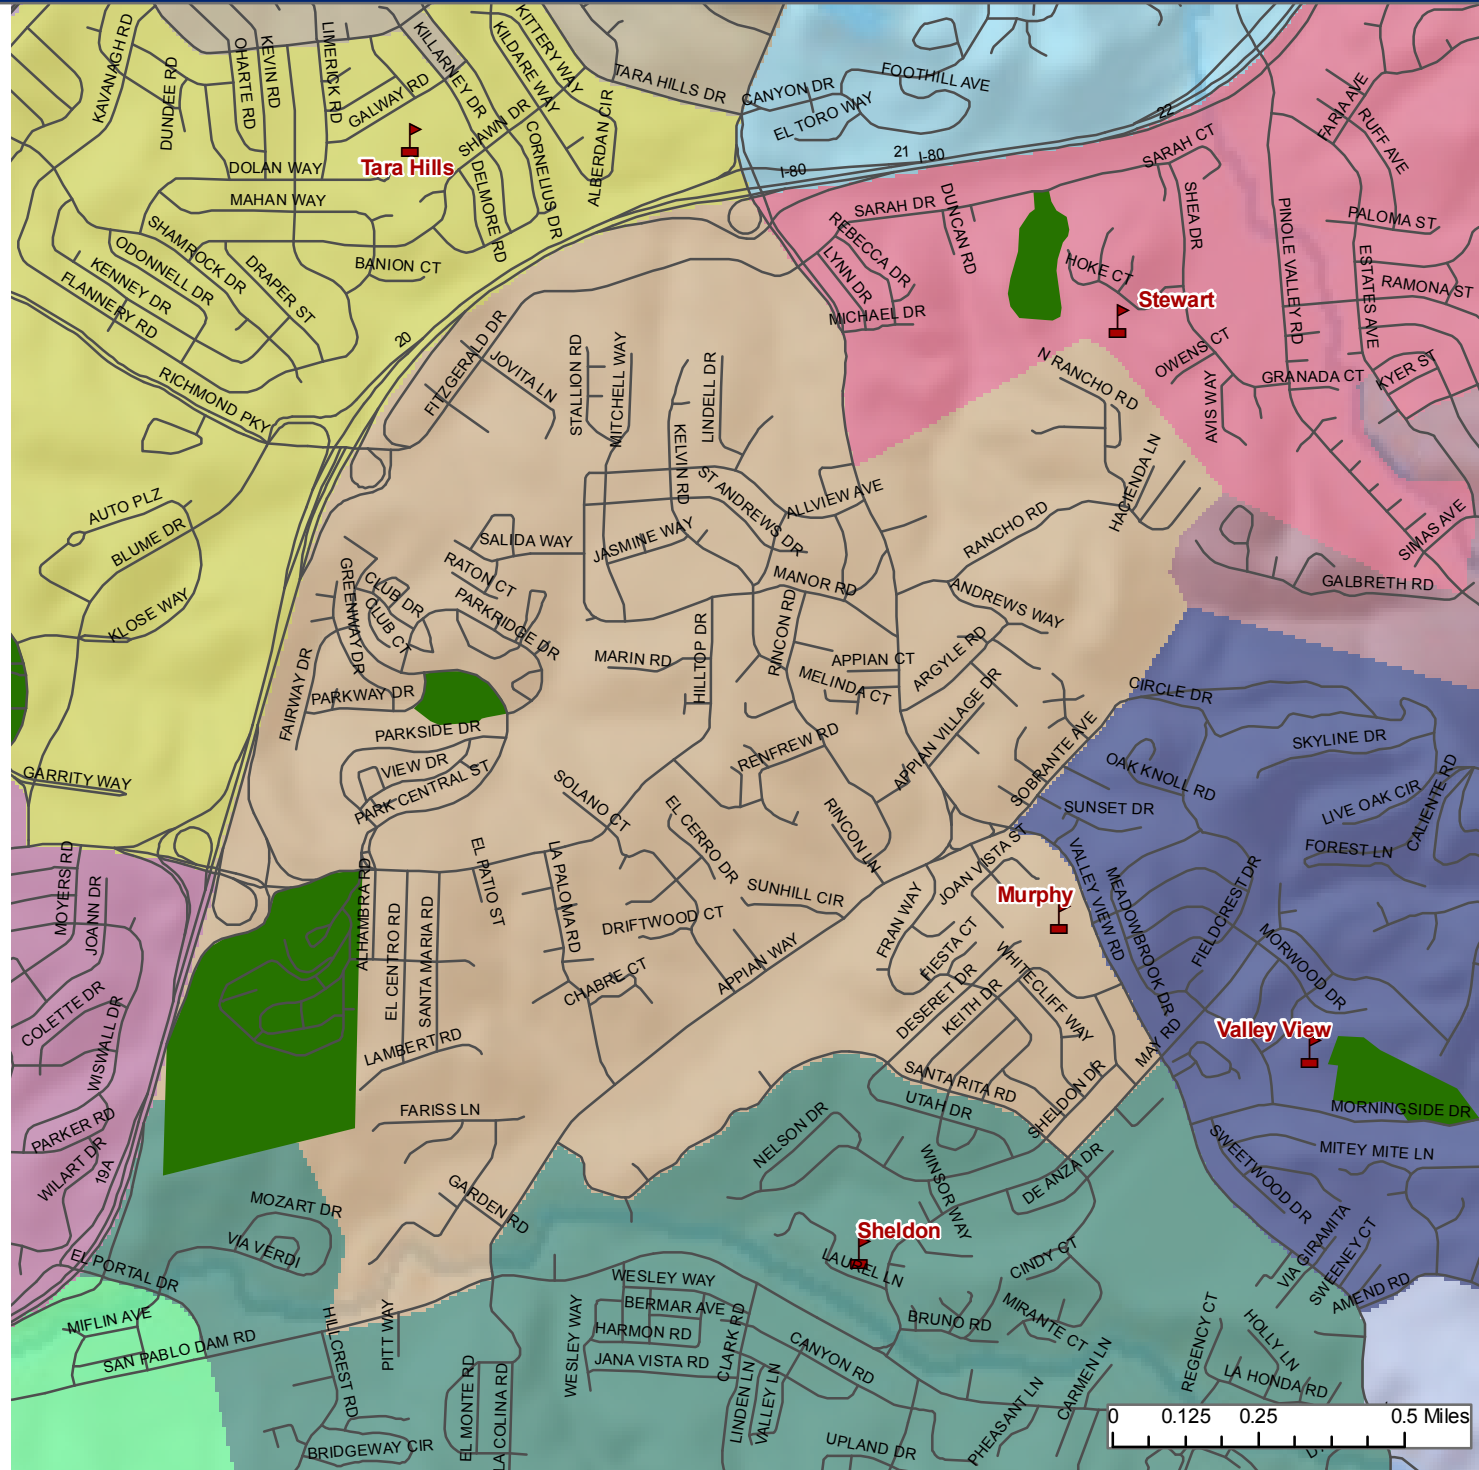 KAVANAGH RD
DUNDEE RD
OHARTE RD
KEVIN RD
LIMERICK RD
GALWAY RD
KILLARNEY DR
KILDARE WAY
KITTERY WAY
TARA HILLS DR
SHAWN DR
CORNELIUS DR
ALBERDAN CIR
Tara Hills
DOLAN WAY
MAHAN WAY
DELMORE RD
SHAMROCK DR
ODONNELL DR
KENNEY DR
FLANNERY RD
DRAPER ST
BANION CT
RICHMOND PKY
20
CANYON DR
FOOTHILL AVE
EL TORO WAY
I-80
21
I-80
22
SARAH CT
SARAH DR
DUNCAN RD
REBECCA DR
LYNN DR
MICHAEL DR
HOKE CT
SHEA DR
Stewart
PINOLE VALLEY RD
FARIA AVE
RUFF AVE
PALOMA ST
ESTATES AVE
RAMONA ST
KYER ST
OWENS CT
GRANADA CT
AVIS WAY
N RANCHO RD
HACIENDA LN
RANCHO RD
SIMAS AVE
GALBRETH RD
FITZGERALD DR
JOVITA LN
STALLION RD
MITCHELL WAY
LINDELL DR
KELVIN RD
ST ANDREWS DR
ALLVIEW AVE
SALIDA WAY
JASMINE WAY
RATON CT
PARKRIDGE DR
MANOR RD
ANDREWS WAY
AUTO PLZ
BLUME DR
KLOSE WAY
GREENWAY DR
CLUB DR
CLUB CT
FAIRWAY DR
PARKWAY DR
PARKSIDE DR
VIEW DR
PARK CENTRAL ST
MARIN RD
HILLTOP DR
RINCON RD
APPIAN CT
MELINDA CT
ARGYLE RD
APPIAN VILLAGE DR
RENFREW RD
SOBRANTE AVE
CIRCLE DR
SKYLINE DR
OAK KNOLL RD
SUNSET DR
LIVE OAK CIR
CALIENTE RD
FOREST LN
GARRITY WAY
SOLANO CT
EL CERRO DR
RINCON LN
JOAN VISTA ST
VALLEY VIEW RD
MEADOWBROOK DR
FIELDCREST DR
MORWOOD DR
MOYERS RD
JOANN DR
ALHAMBRA RD
EL CENTRO RD
SANTA MARIA RD
EL PATIO ST
LA PALOMA RD
DRIFTWOOD CT
SUNHILL CIR
CHABRE CT
APPIAN WAY
FRAN WAY
FIESTA CT
Murphy
WHITECLIFF WAY
DESERET DR
KEITH DR
MAY RD
Valley View
COLETTE DR
WISWALL DR
LAMBERT RD
FARISS LN
SANTA RITA RD
UTAH DR
SHELDON DR
MORNINGSIDE DR
MITEY MITE LN
PARKER RD
WILART DR
19A
NELSON DR
WINSOR WAY
DE ANZA DR
SWEETWOOD DR
MOZART DR
GARDEN RD
VIA VERDI
EL PORTAL DR
Sheldon
LAUREL LN
CINDY CT
VIA GIRAMITA
SWEENEY CT
AMEND RD
MIFLIN AVE
SAN PABLO DAM RD
HILLCREST RD
PITT WAY
WESLEY WAY
WESLEY WAY
BERMAR AVE
HARMON RD
JANA VISTA RD
CLARK RD
CANYON RD
BRUNO RD
MIRANTE CT
REGENCY CT
HOLLY LN
LA HONDA RD
CARMEN LN
PHEASANT LN
EL MONTE RD
LA COLINA RD
LINDEN LN
VALLEY LN
UPLAND DR
BRIDGEWAY CIR
0 0.125 0.25 0.5 Miles